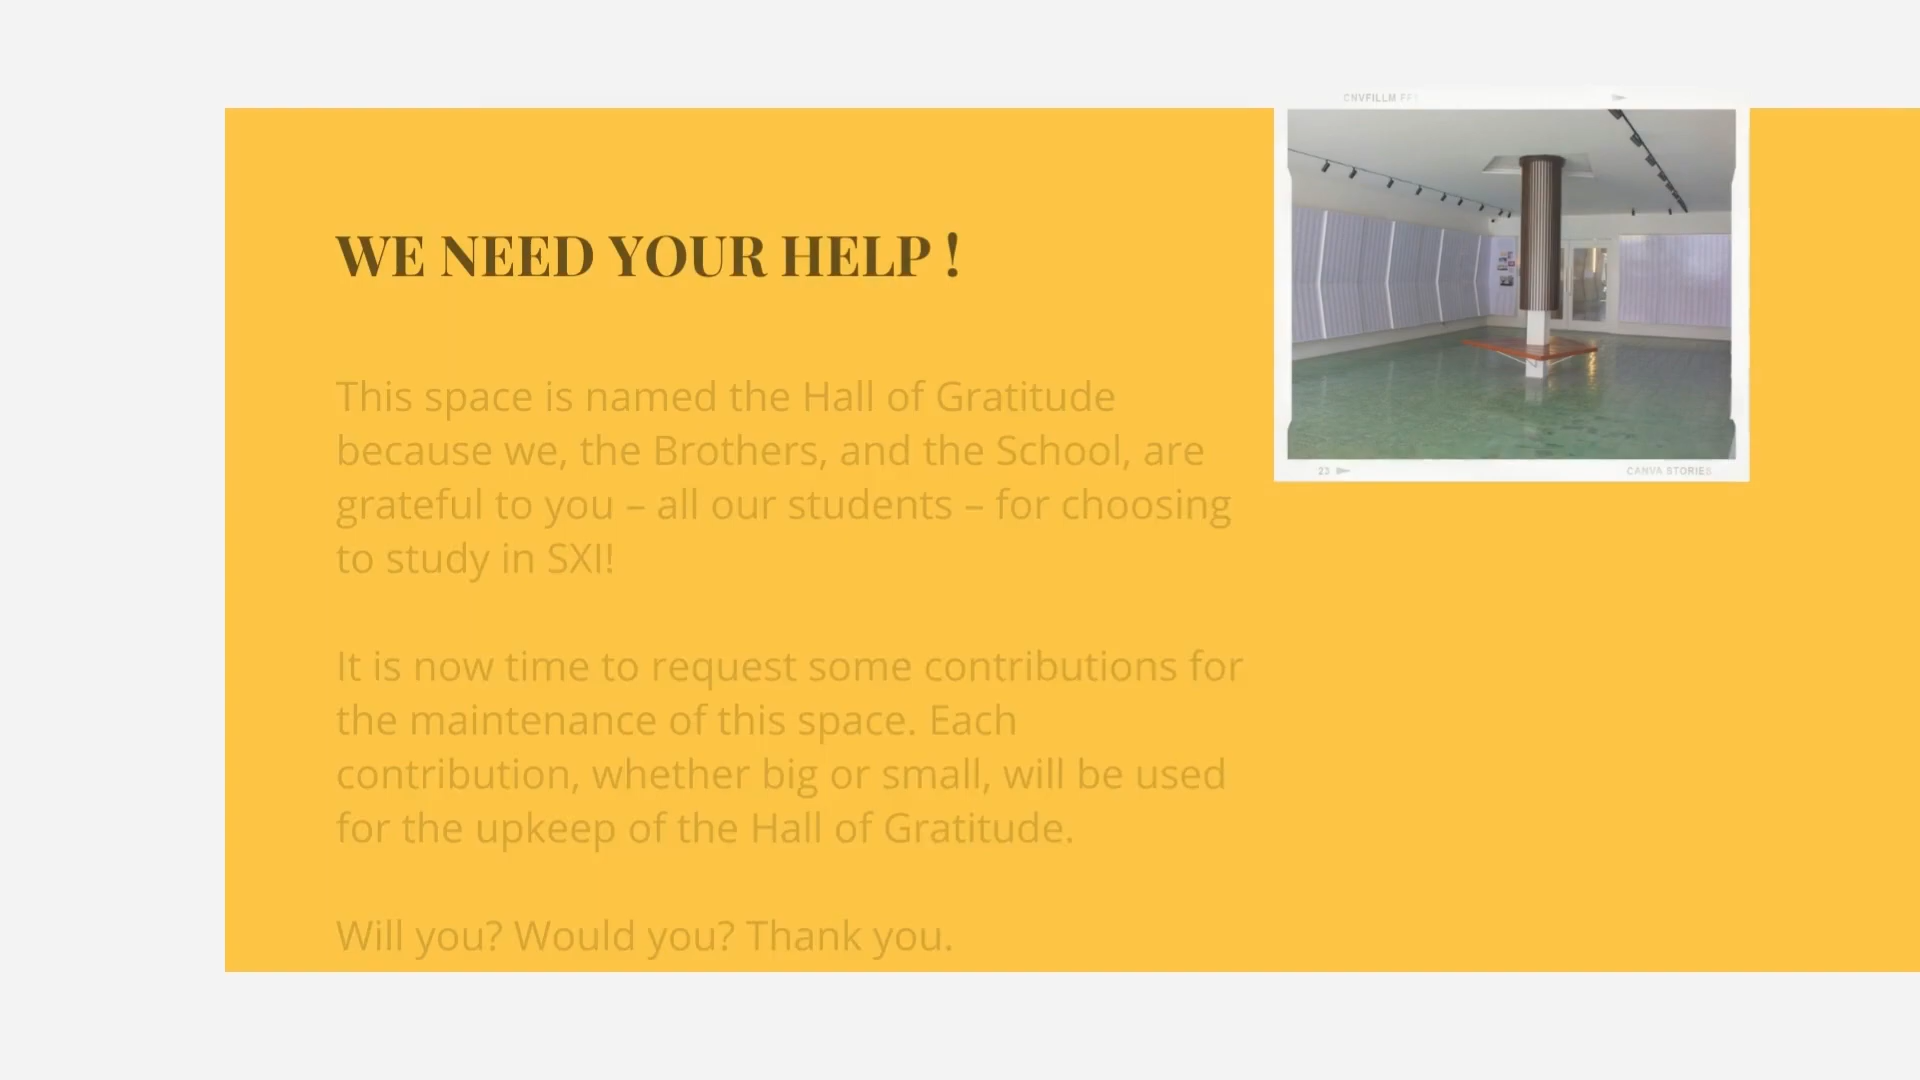 CNVFILLM
WE NEED YOUR HELP !
This space is named the Hall of Gratitude
because we, the Brothers, and the School, are
grateful to you – all our students – for choosing
to study in SXI!
It is now time to request some contributions for
the maintenance of this space. Each
contribution, whether big or small, will be used
for the upkeep of the Hall of Gratitude.
Will you? Would you? Thank you.
23
CANVA STORIES